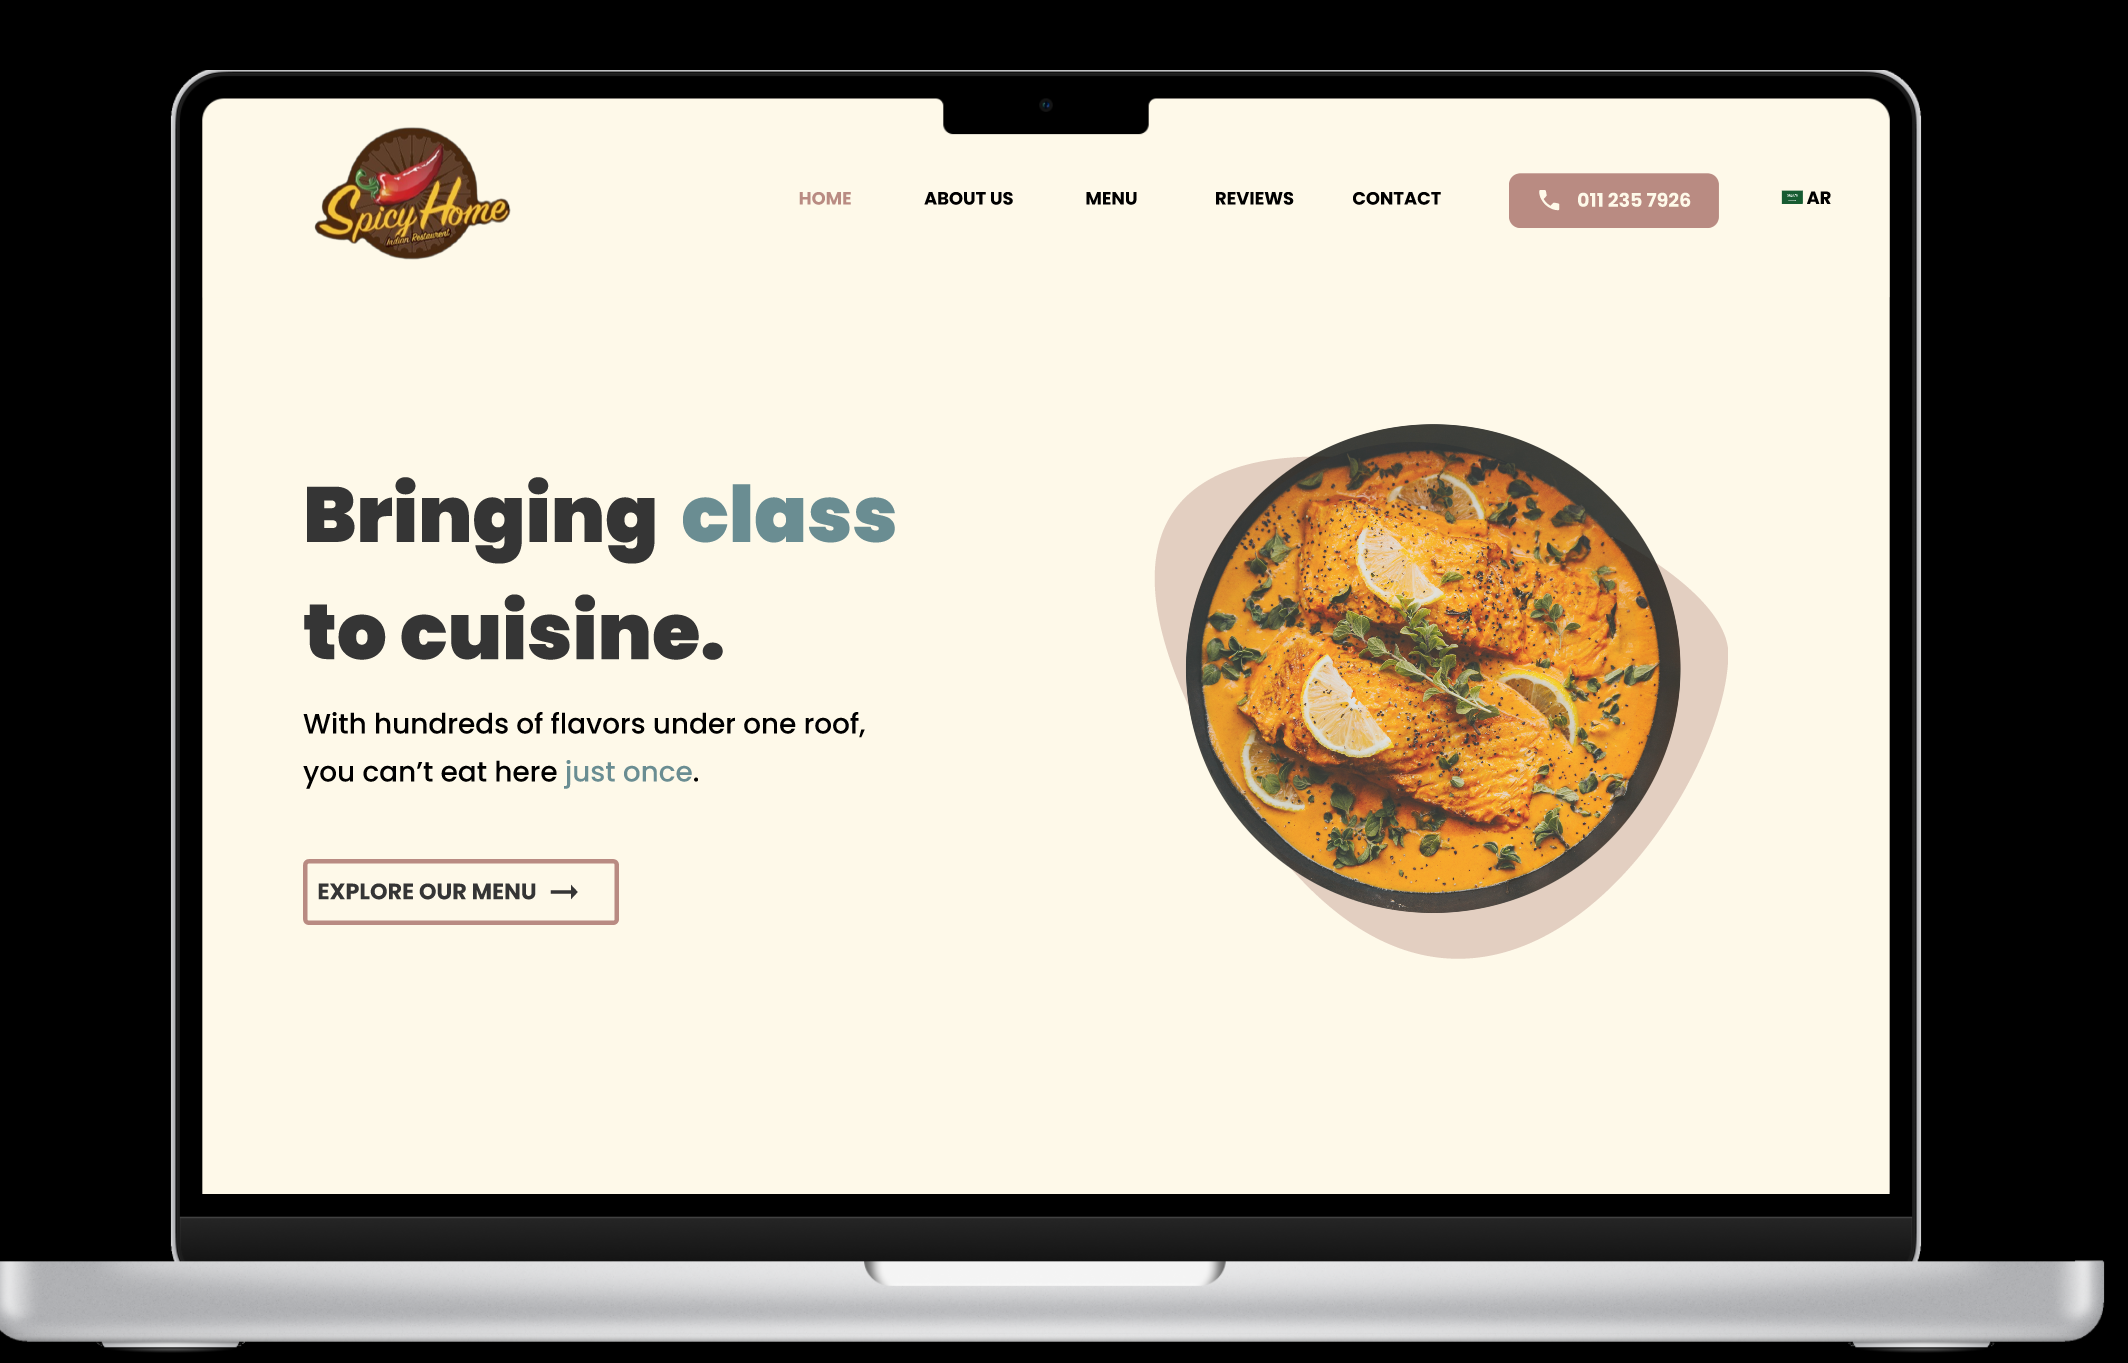 Spicy Home
Indian Restaurant
HOME ABOUT US MENU REVIEWS CONTACT 011 235 7926 AR
Bringing class
to cuisine.
With hundreds of flavors under one roof,
you can’t eat here just once.
EXPLORE OUR MENU